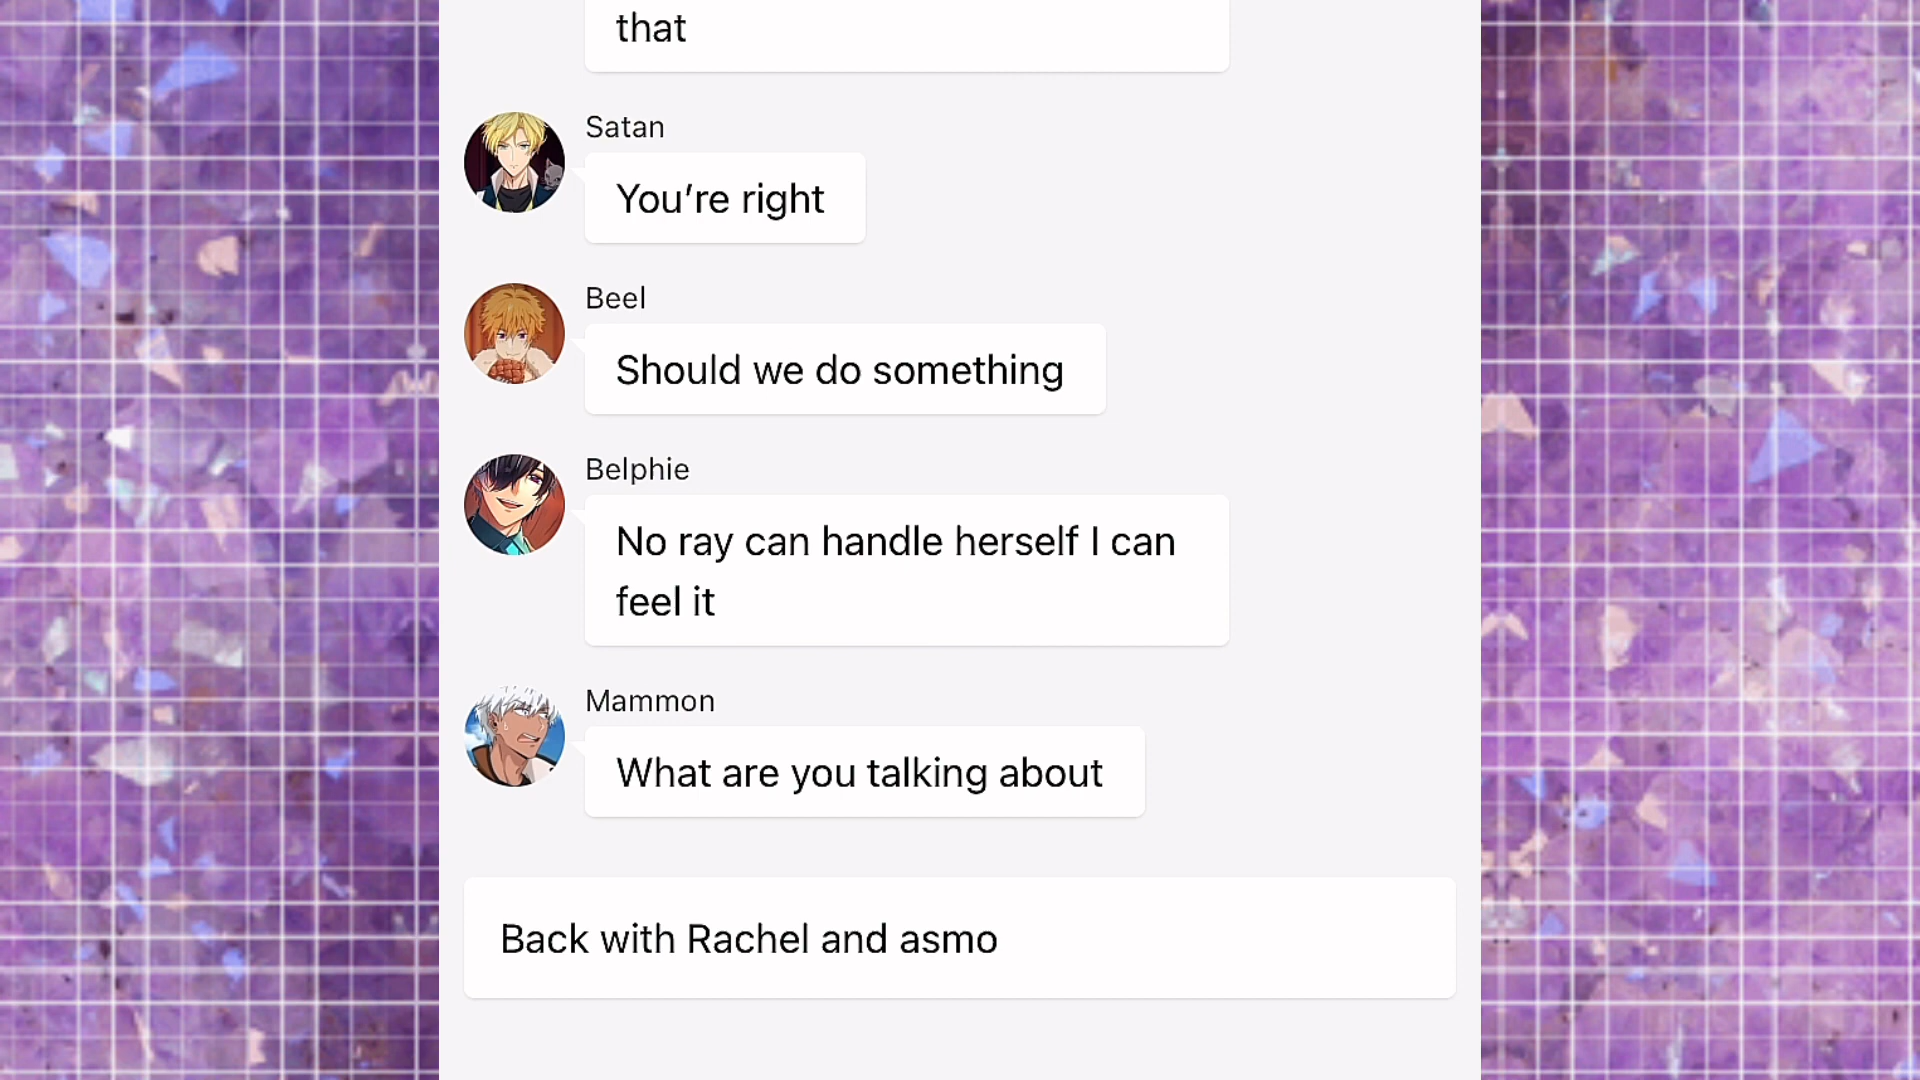 that
Satan
You're right
Beel
Should we do something
Belphie
No ray can handle herself I can
feel it
Mammon
What are you talking about
Back with Rachel and asmo